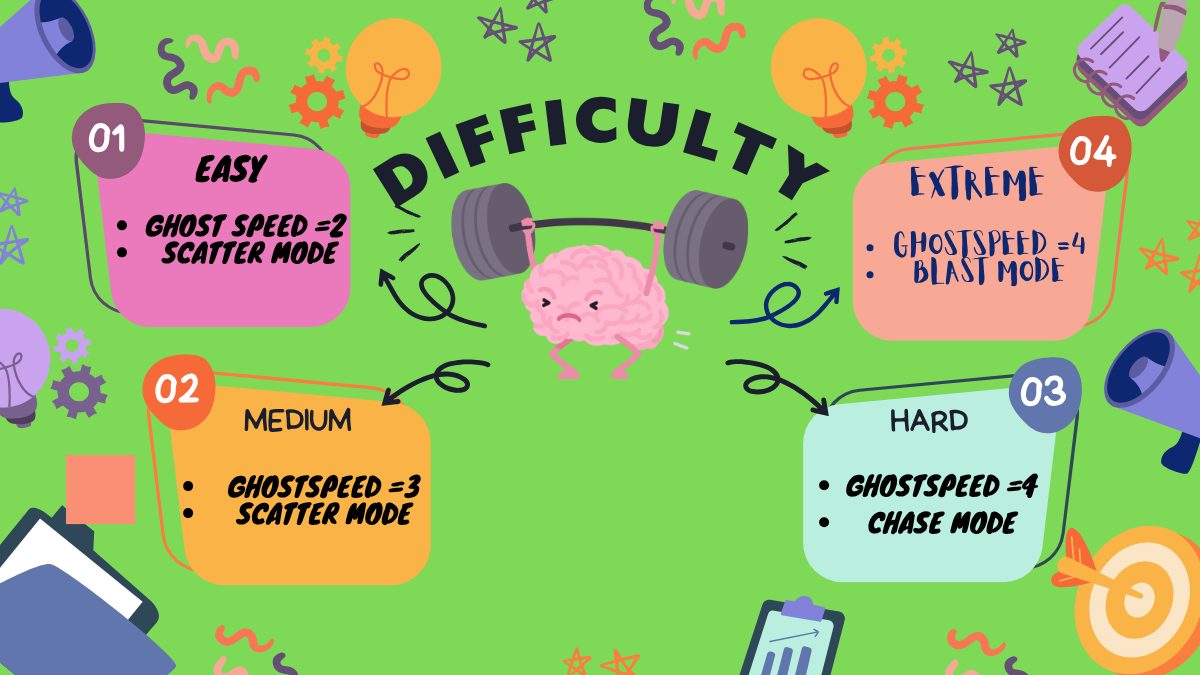 DIFFICULTY
01
EASY
• GHOST SPEED =2
• SCATTER MODE
02
MEDIUM
• GHOSTSPEED =3
• SCATTER MODE
03
HARD
• GHOSTSPEED =4
• CHASE MODE
04
EXTREME
• GHOSTSPEED =4
• BLAST MODE